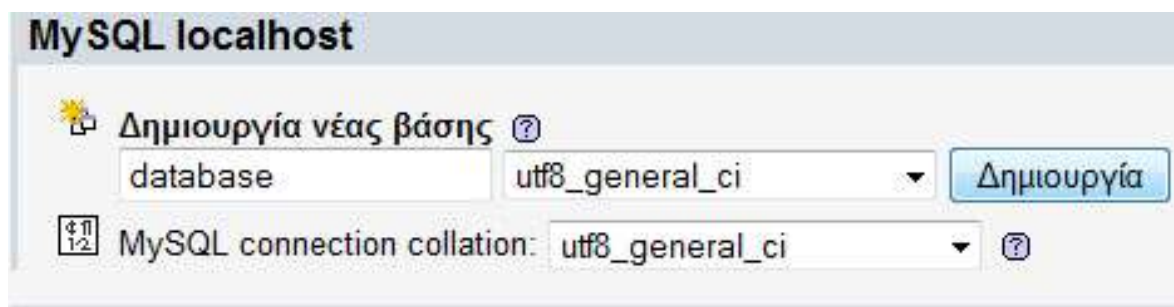 MySQL localhost
Δημιουργία νέας βάσης
database utf8_general_ci Δημιουργία
MySQL connection collation: utf8_general_ci